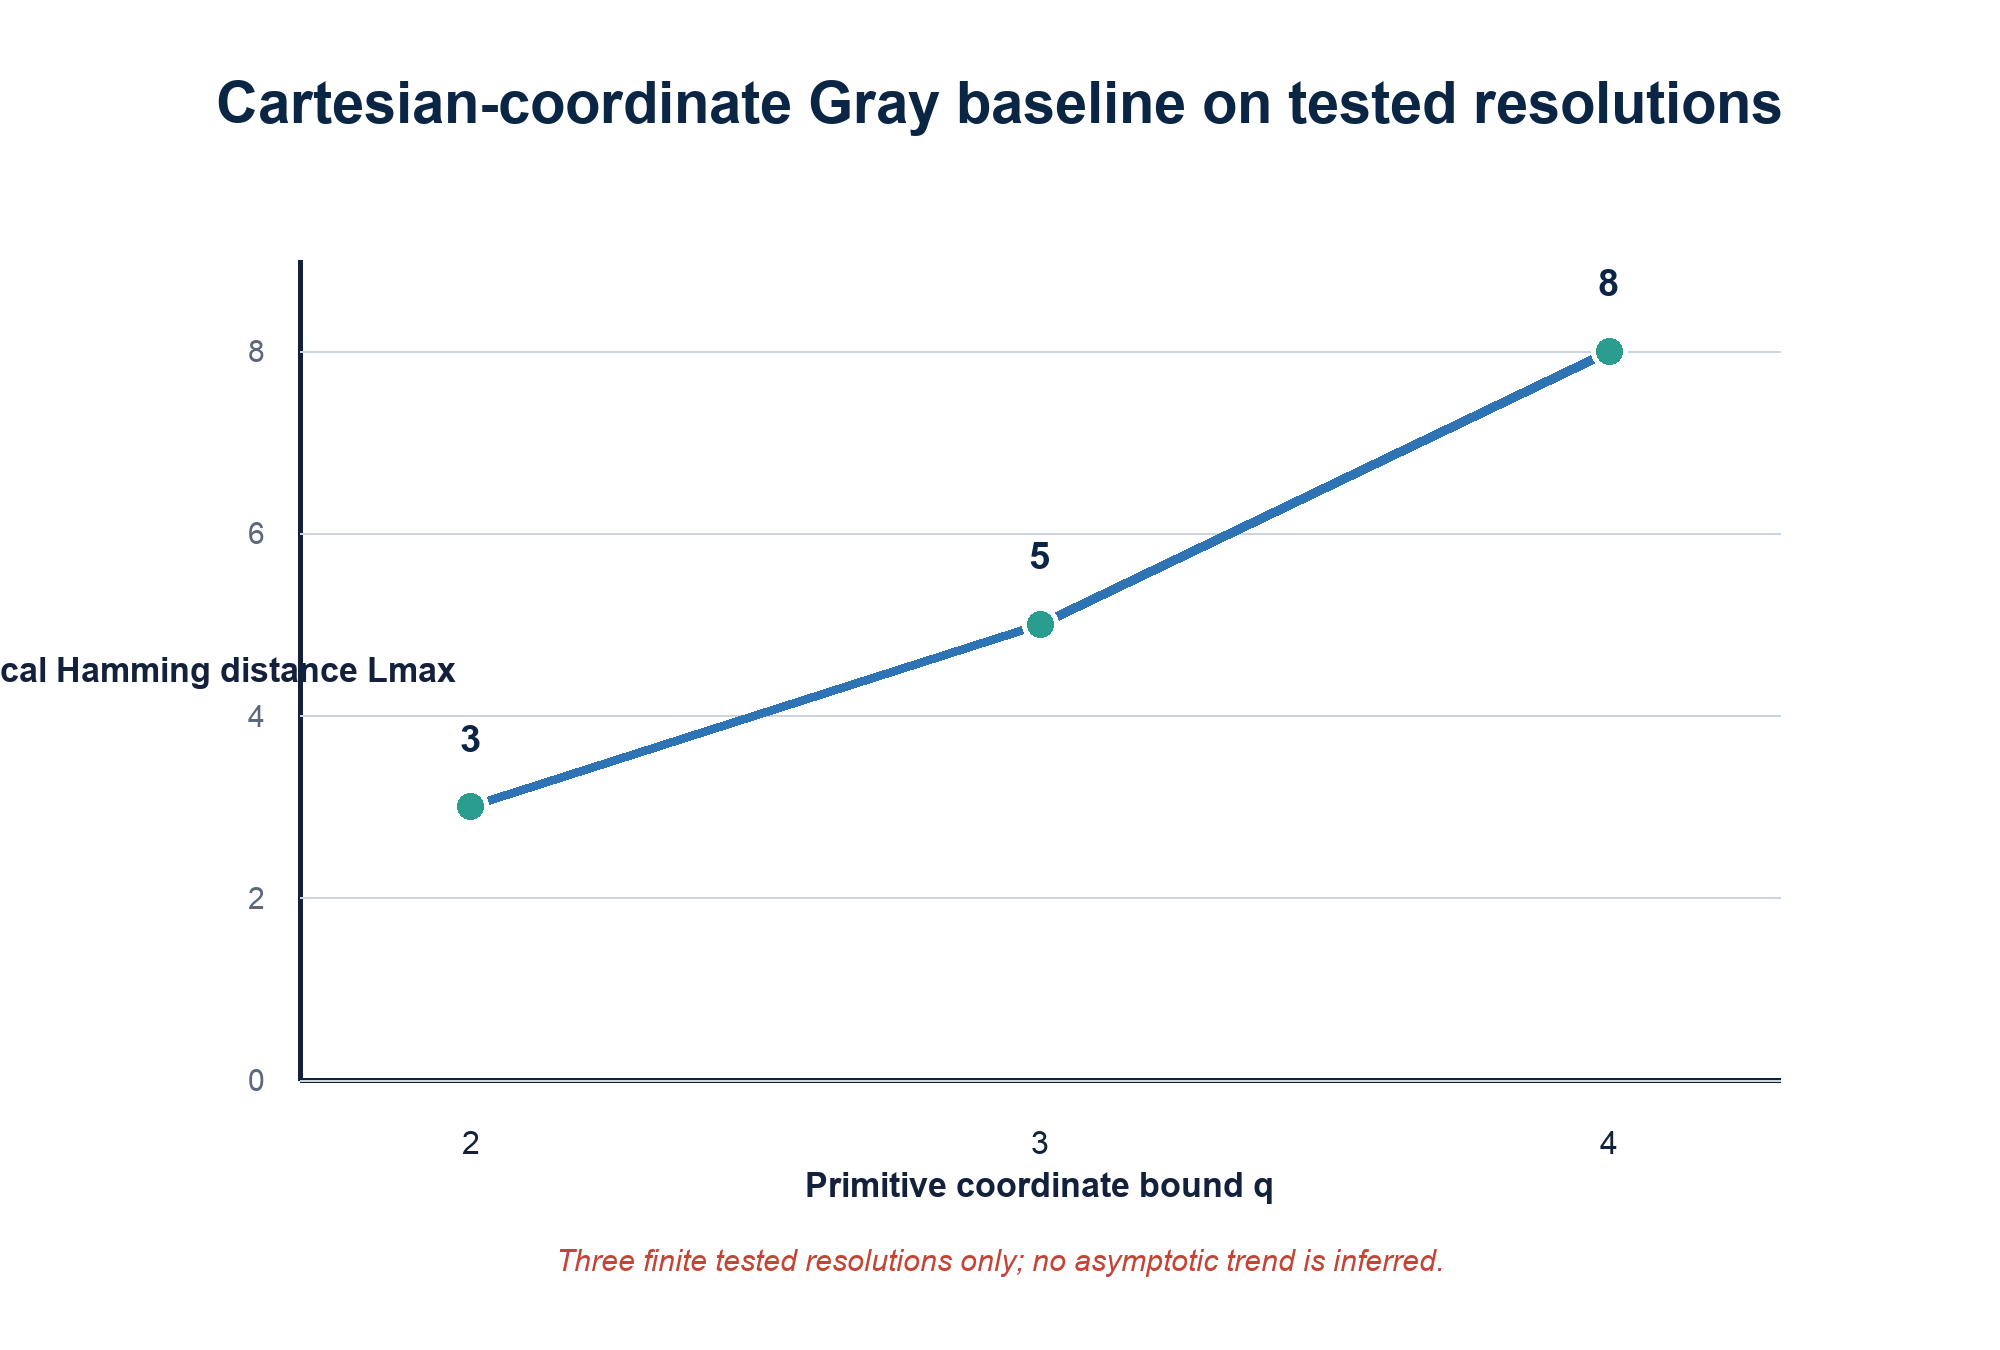 Cartesian-coordinate Gray baseline on tested resolutions
8
8
6
5
cal Hamming distance Lmax
4
3
2
0
2 3 4
Primitive coordinate bound q
Three finite tested resolutions only; no asymptotic trend is inferred.